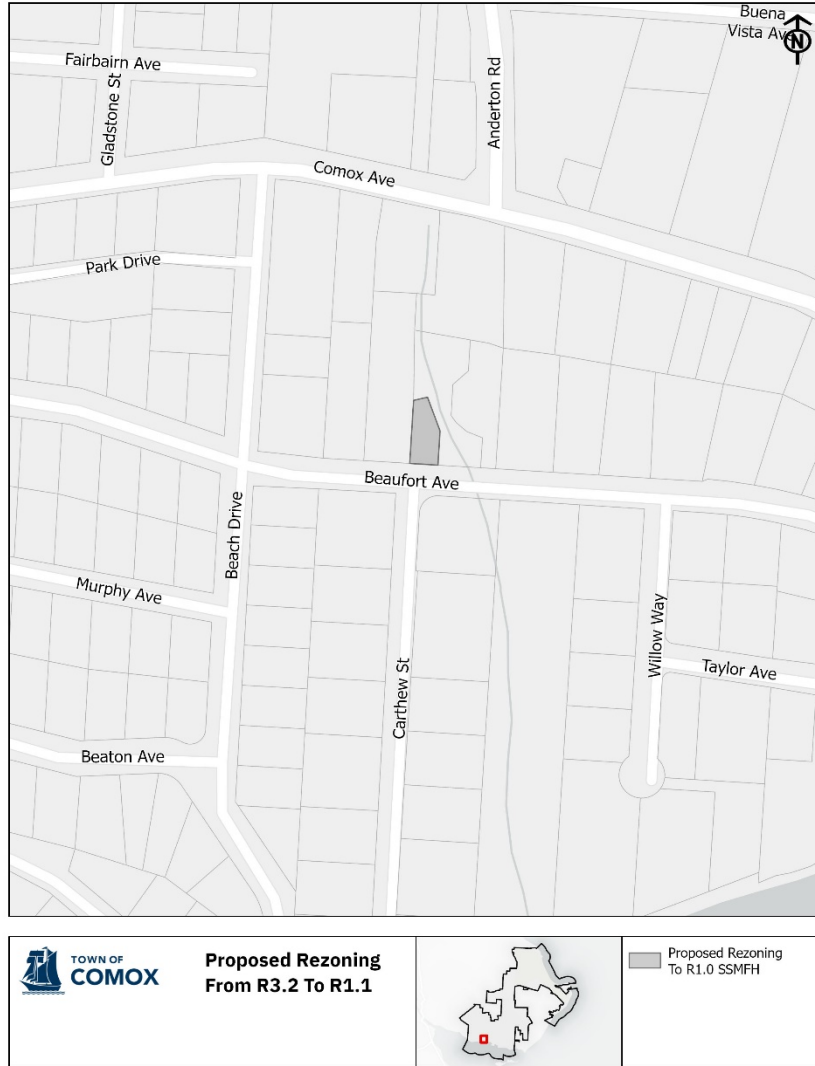 Buena
Vista Ave
N
Fairbairn Ave
Gladstone St
Anderton Rd
Comox Ave
Park Drive
Beaufort Ave
Beach Drive
Murphy Ave
Willow Way
Carthew St
Taylor Ave
Beaton Ave
TOWN OF
COMOX
Proposed Rezoning
From R3.2 To R1.1
Proposed Rezoning
To R1.0 SSMFH